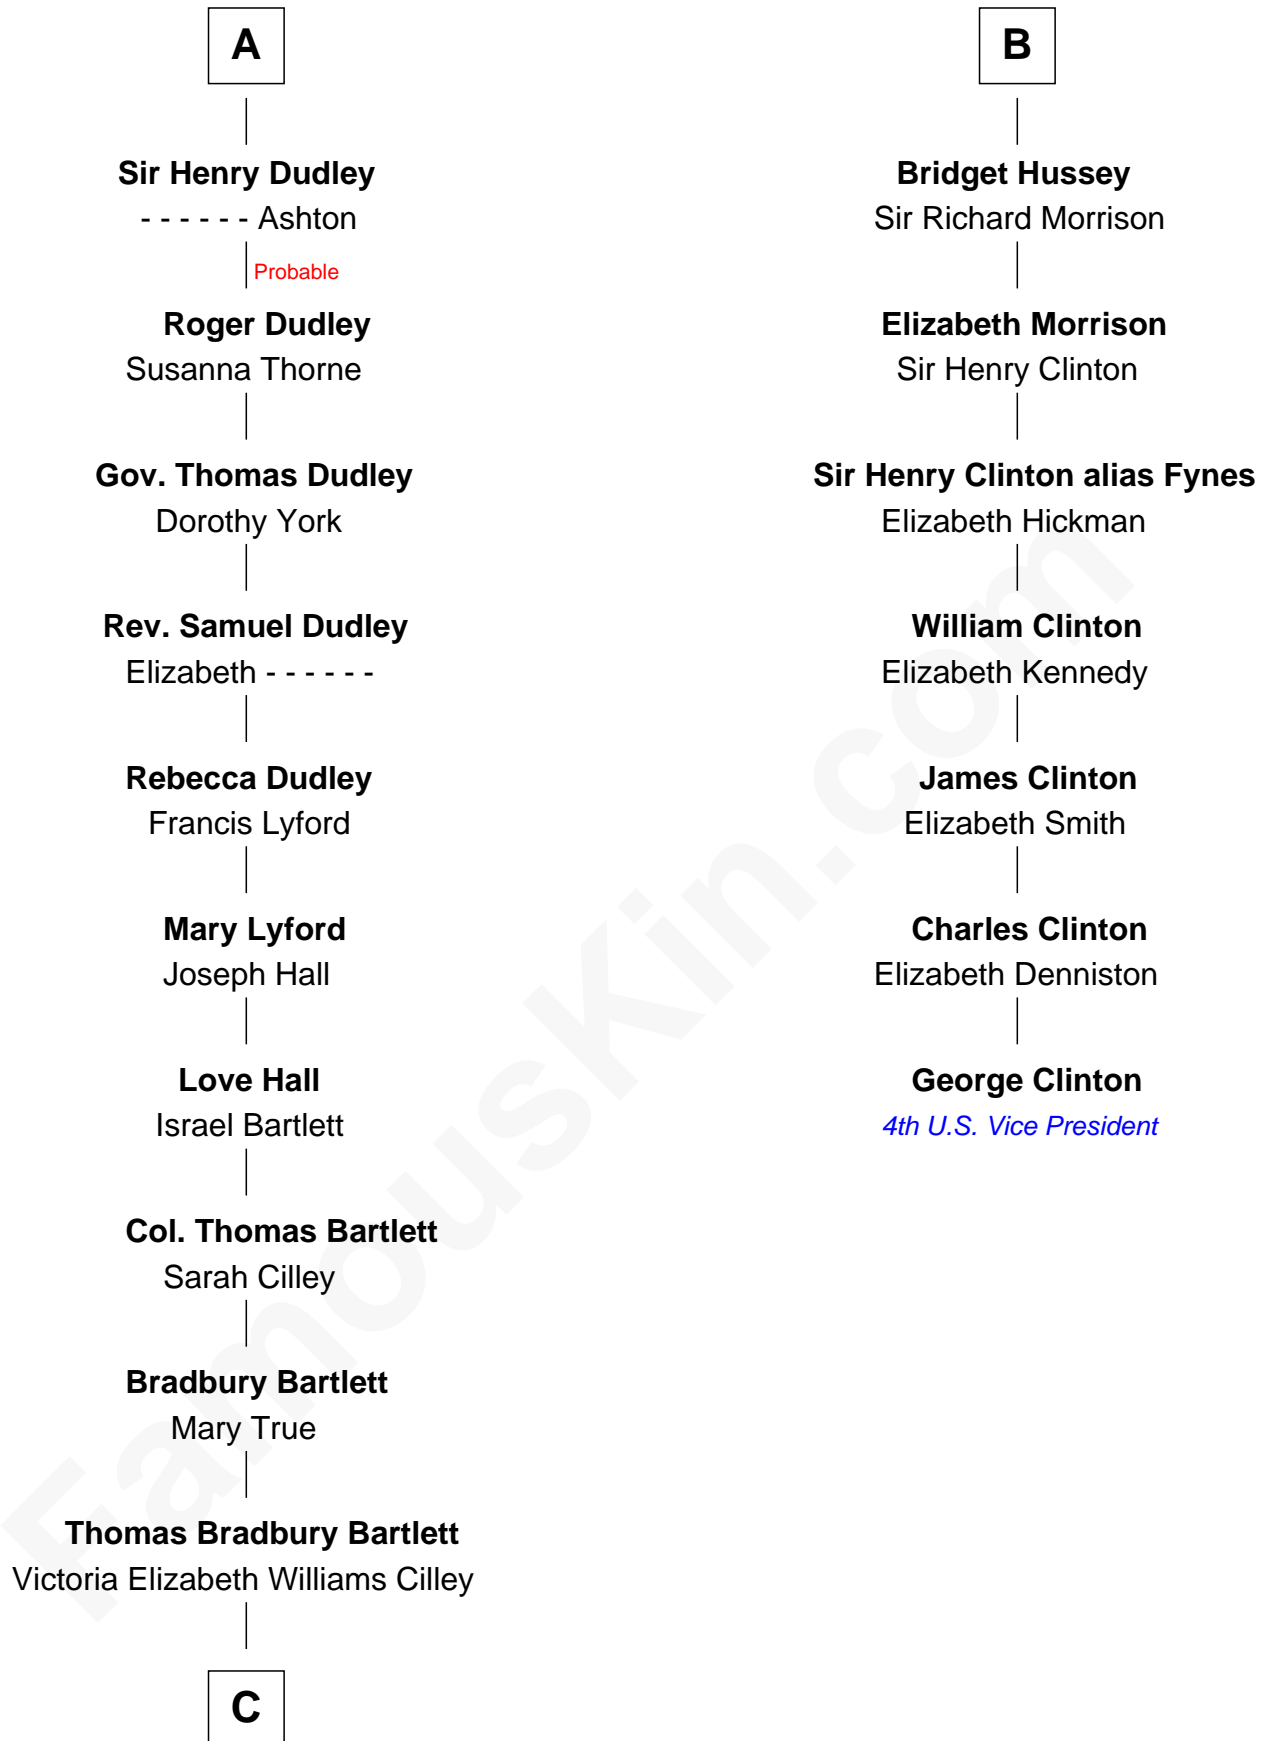 A
Sir Henry Dudley
- - - - - - Ashton
Probable
Roger Dudley
Susanna Thorne
Gov. Thomas Dudley
Dorothy York
Rev. Samuel Dudley
Elizabeth - - - - - -
Rebecca Dudley
Francis Lyford
Mary Lyford
Joseph Hall
Love Hall
Israel Bartlett
Col. Thomas Bartlett
Sarah Cilley
Bradbury Bartlett
Mary True
Thomas Bradbury Bartlett
Victoria Elizabeth Williams Cilley
C
B
Bridget Hussey
Sir Richard Morrison
Elizabeth Morrison
Sir Henry Clinton
Sir Henry Clinton alias Fynes
Elizabeth Hickman
William Clinton
Elizabeth Kennedy
James Clinton
Elizabeth Smith
Charles Clinton
Elizabeth Denniston
George Clinton
4th U.S. Vice President
FamousKin.com